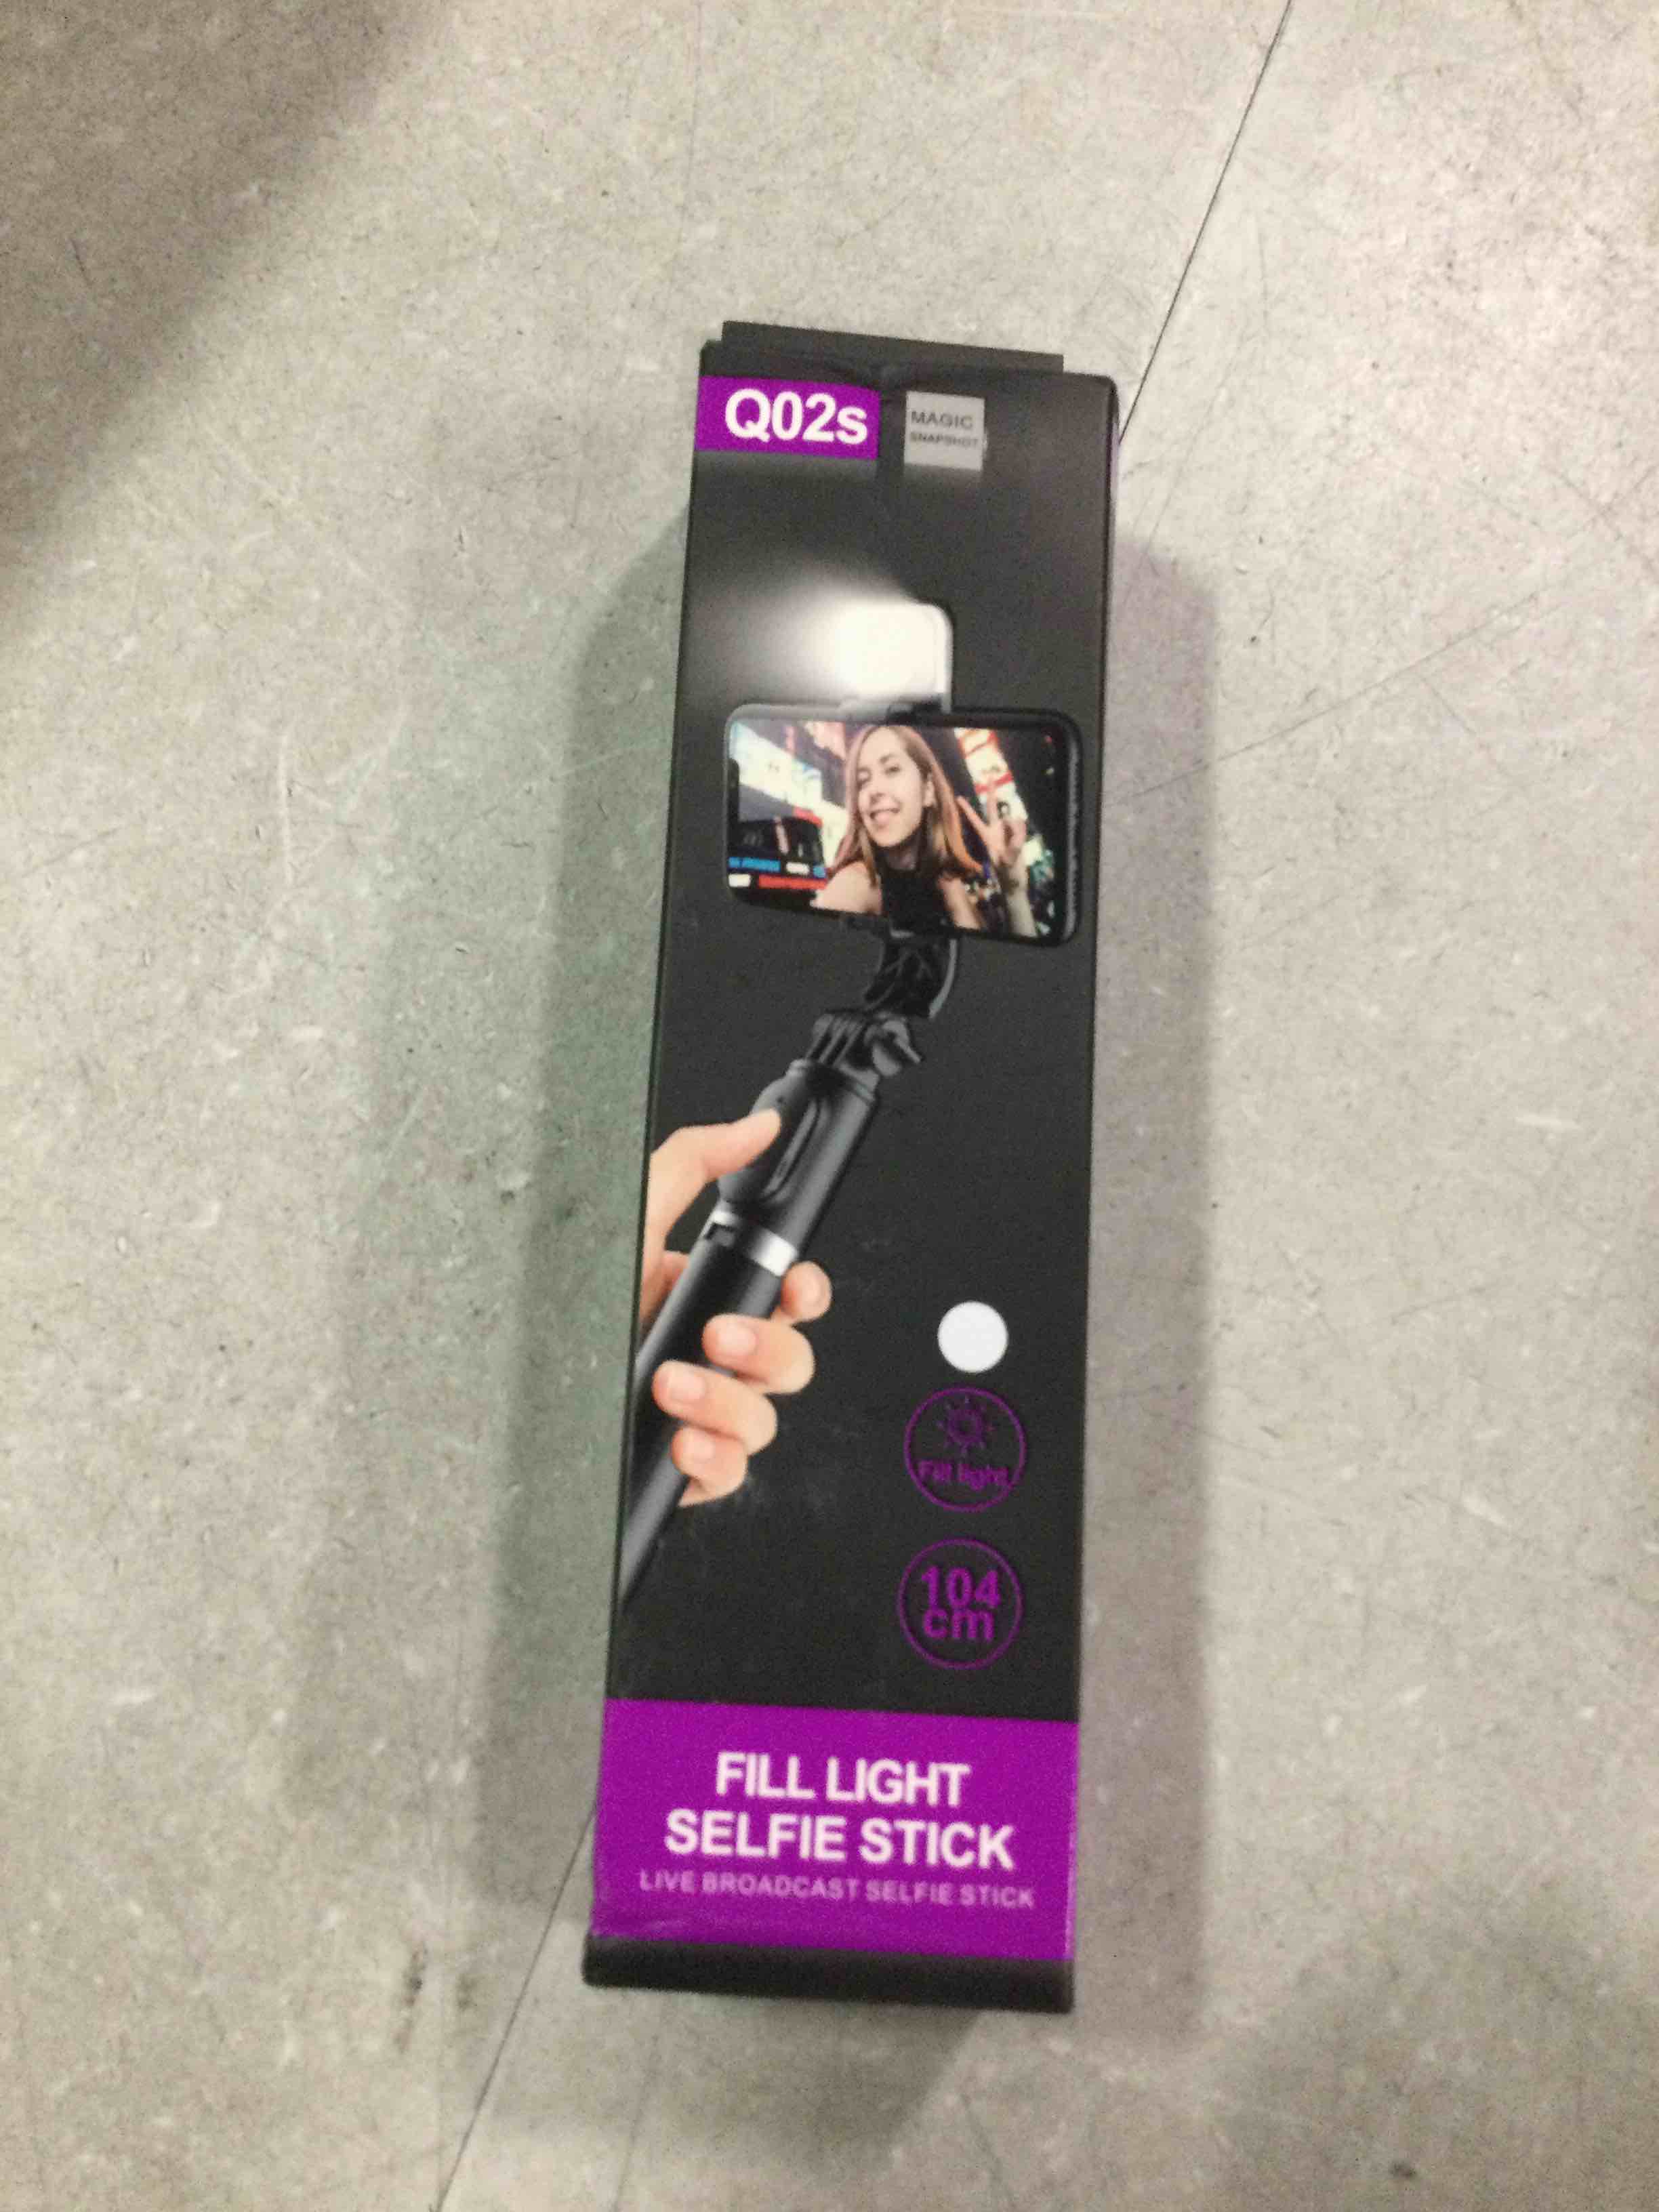 Q02s
MAGIC
SNAPSHOT
Fill light
104
cm
FILL LIGHT
SELFIE STICK
LIVE BROADCAST SELFIE STICK